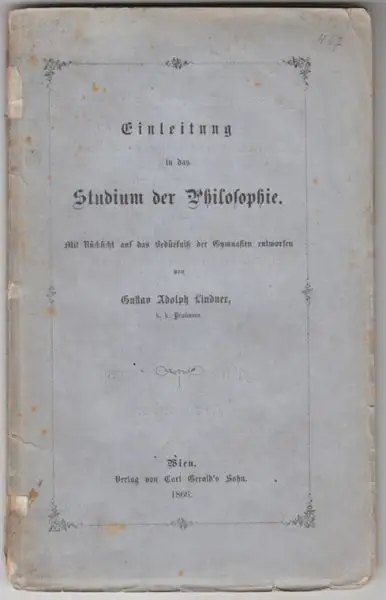 427
Einleitung
in das
Studium der Philosophie.
Mit Rücksicht auf das Bedürfniß der Gymnasien entworfen
von
Gustav Adolph Lindner,
k. k. Professor.
Wien.
Verlag von Carl Gerold's Sohn.
1866.